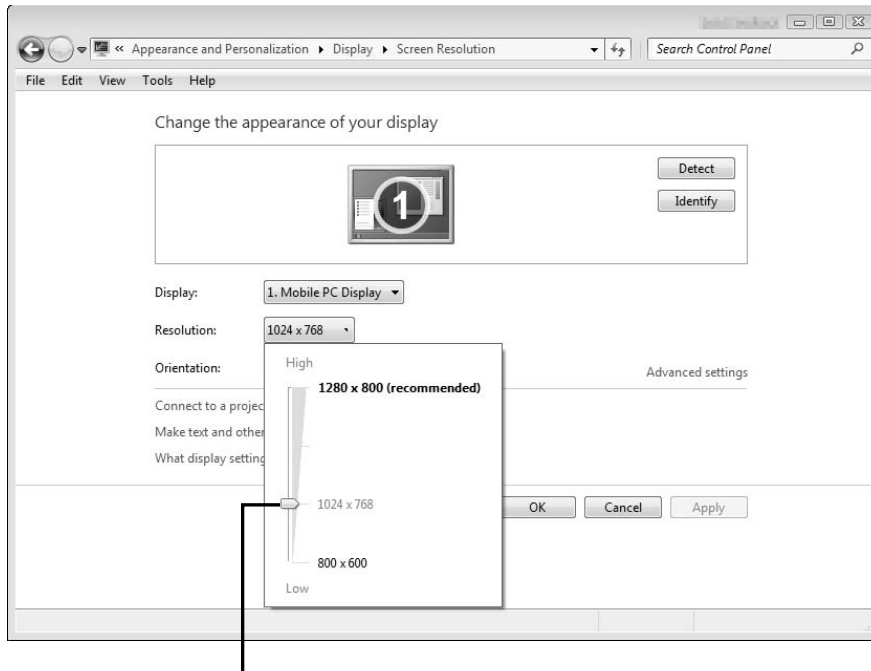 « Appearance and Personalization ▸ Display ▸ Screen Resolution
Search Control Panel
File Edit View Tools Help
Change the appearance of your display
1
Detect
Identify
Display: 1. Mobile PC Display
Resolution: 1024 x 768
Orientation:
High
1280 x 800 (recommended)
1024 x 768
800 x 600
Low
Advanced settings
Connect to a projec
Make text and other
What display setting
OK Cancel Apply